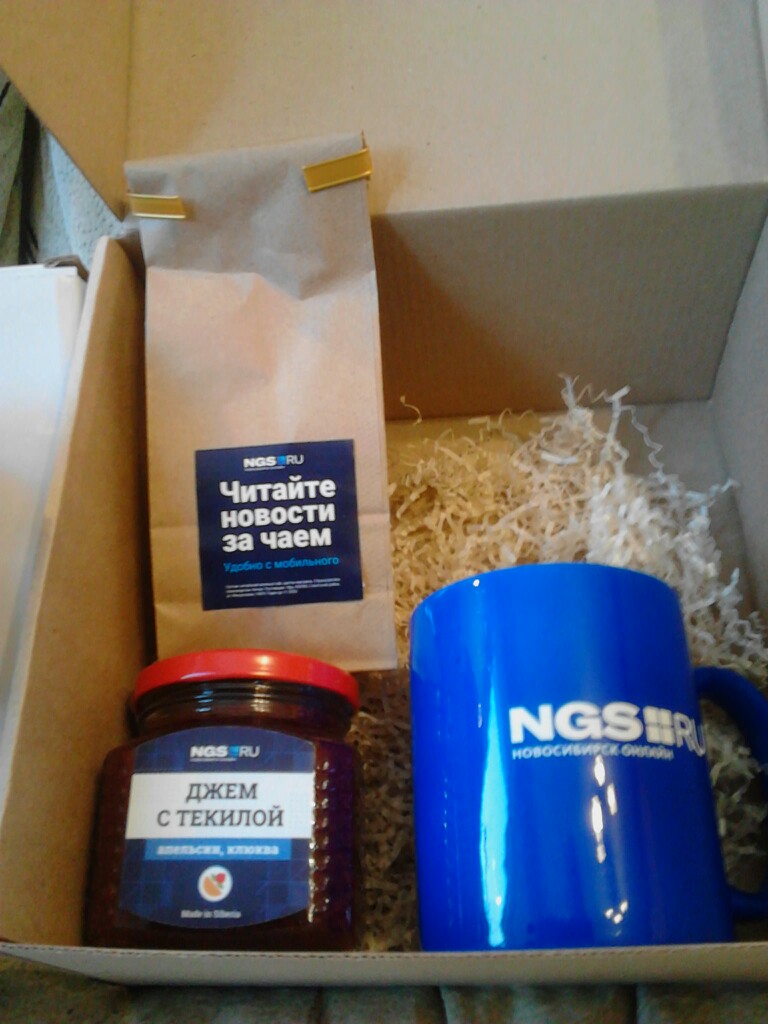 NGS RU
Читайте
новости
за чаем
Удобно с мобильного
NGS RU
ДЖЕМ
С ТЕКИЛОЙ
апельсин, клюква
Made in Siberia
NGS RU
НОВОСИБИРСК ОНЛАЙН